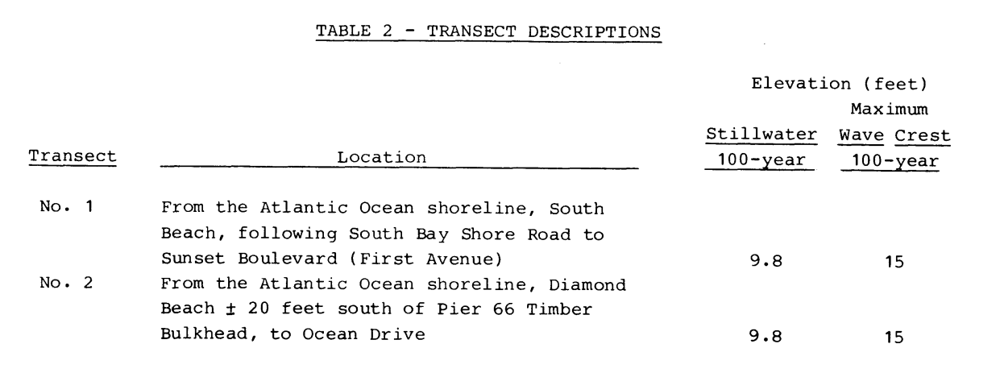 TABLE 2 - TRANSECT DESCRIPTIONS
Elevation (feet)
Maximum
Stillwater Wave Crest
Transect Location 100-year 100-year
No. 1 From the Atlantic Ocean shoreline, South
Beach, following South Bay Shore Road to
Sunset Boulevard (First Avenue) 9.8 15
No. 2 From the Atlantic Ocean shoreline, Diamond
Beach ± 20 feet south of Pier 66 Timber
Bulkhead, to Ocean Drive 9.8 15